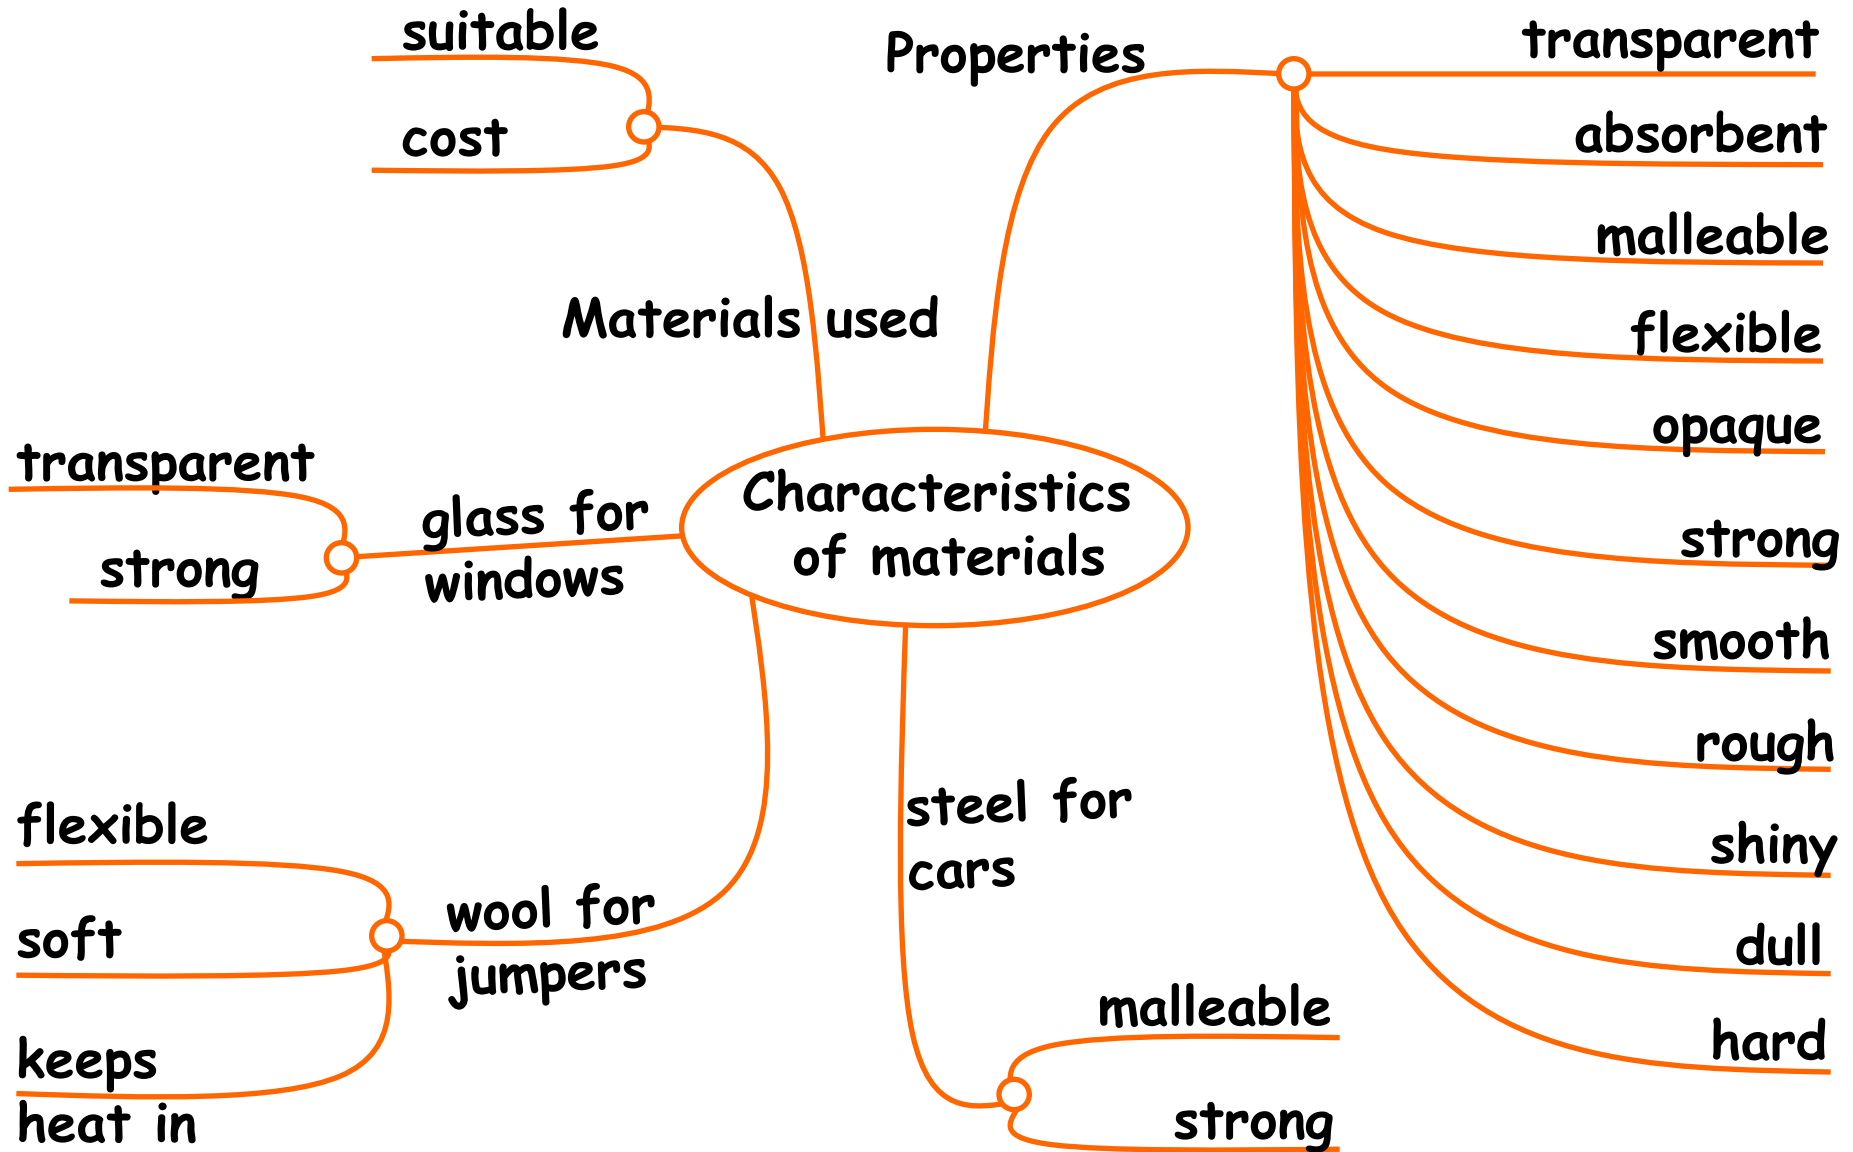 suitable
cost
Materials used
Properties
transparent
absorbent
malleable
flexible
opaque
strong
smooth
rough
shiny
dull
hard
Characteristics
of materials
transparent
strong
glass for
windows
flexible
soft
keeps
heat in
wool for
jumpers
steel for
cars
malleable
strong